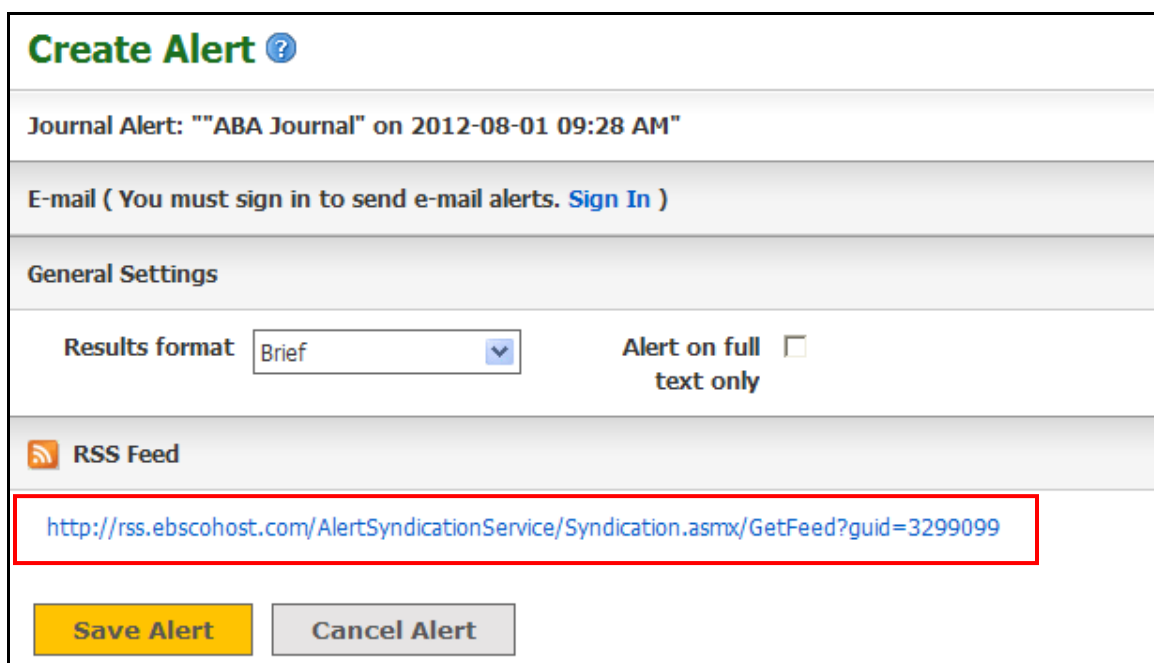 Create Alert ?
Journal Alert: ""ABA Journal" on 2012-08-01 09:28 AM"
E-mail ( You must sign in to send e-mail alerts. Sign In )
General Settings
Results format Brief Alert on full
text only
RSS Feed
http://rss.ebscohost.com/AlertSyndicationService/Syndication.asmx/GetFeed?guid=3299099
Save Alert Cancel Alert